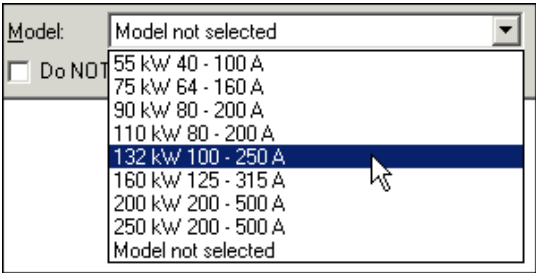 Model: Model not selected
Do NOT
55 kW 40 - 100 A
75 kW 64 - 160 A
90 kW 80 - 200 A
110 kW 80 - 200 A
132 kW 100 - 250 A
160 kW 125 - 315 A
200 kW 200 - 500 A
250 kW 200 - 500 A
Model not selected